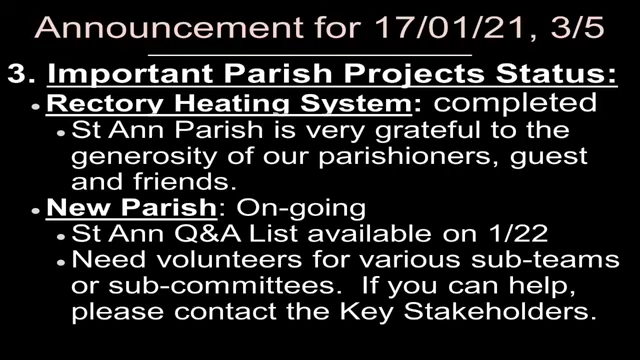 Announcement for 17/01/21, 3/5
3. Important Parish Projects Status:
• Rectory Heating System: completed
• St Ann Parish is very grateful to the
generosity of our parishioners, guest
and friends.
• New Parish: On-going
• St Ann Q&A List available on 1/22
• Need volunteers for various sub-teams
or sub-committees. If you can help,
please contact the Key Stakeholders.